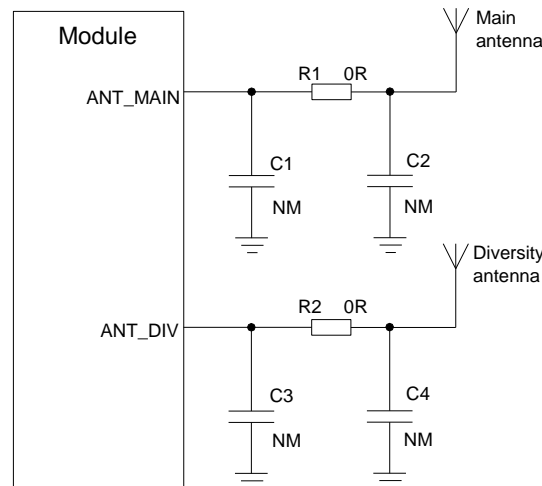 Module
Main
antenna
R1 0R
ANT_MAIN
C1
C2
NM
NM
Diversity
antenna
R2 0R
ANT_DIV
C3
C4
NM
NM